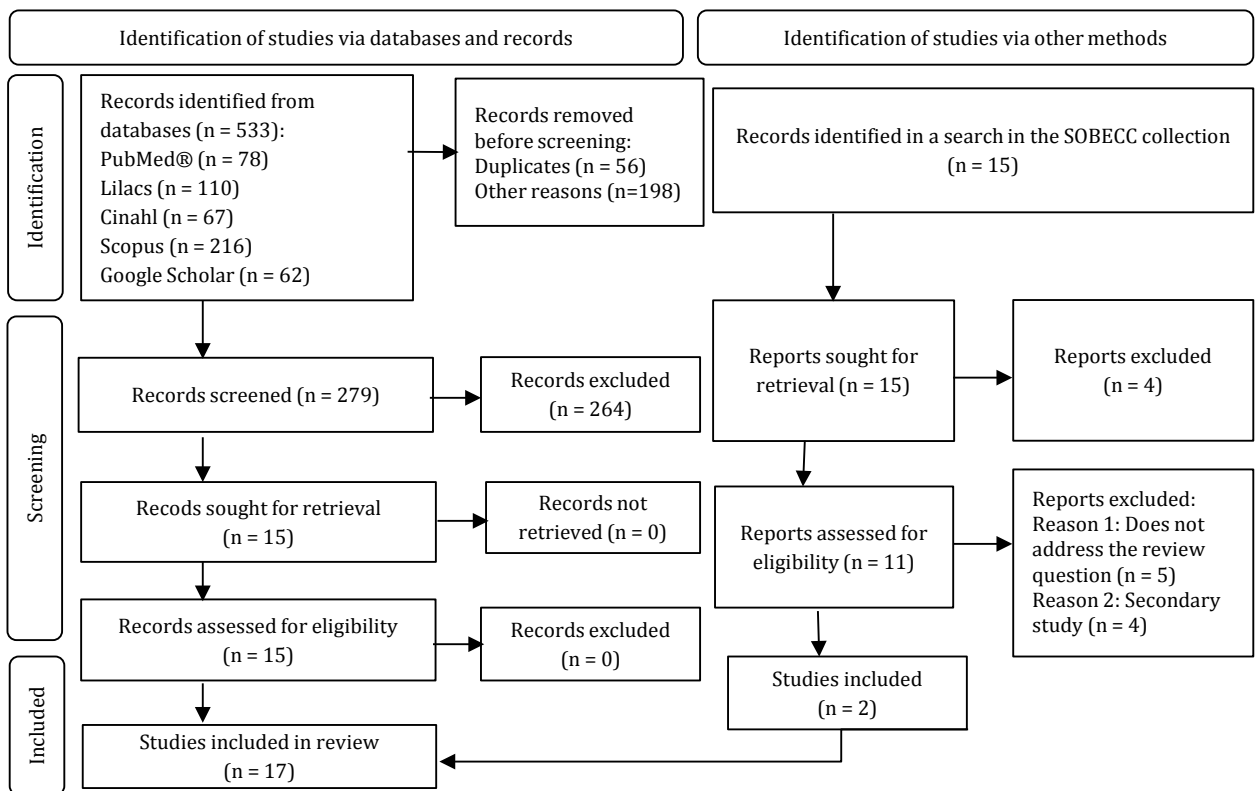 Identification of studies via databases and records
Identification of studies via other methods
Identification
Records identified from
databases (n = 533):
PubMed® (n = 78)
Lilacs (n = 110)
Cinahl (n = 67)
Scopus (n = 216)
Google Scholar (n = 62)
Records removed
before screening:
Duplicates (n = 56)
Other reasons (n=198)
Records identified in a search in the SOBECC collection
(n = 15)
Screening
Records screened (n = 279)
Records excluded
(n = 264)
Reports sought for
retrieval (n = 15)
Reports excluded
(n = 4)
Recods sought for retrieval
(n = 15)
Records not
retrieved (n = 0)
Reports assessed for
eligibility (n = 11)
Reports excluded:
Reason 1: Does not
address the review
question (n = 5)
Reason 2: Secondary
study (n = 4)
Records assessed for eligibility
(n = 15)
Records excluded
(n = 0)
Included
Studies included
(n = 2)
Studies included in review
(n = 17)